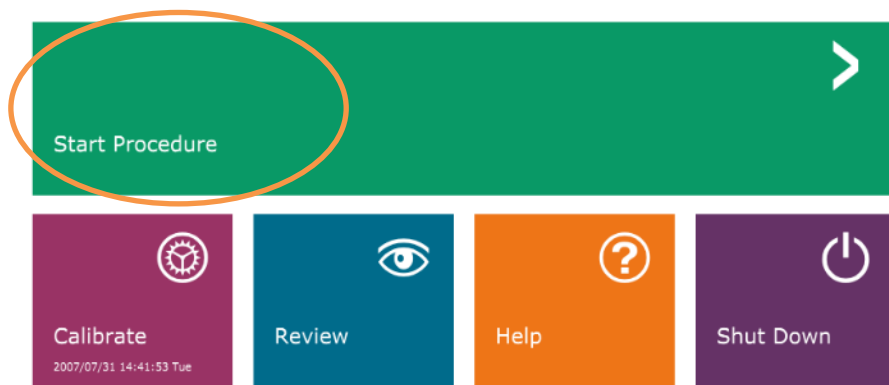 Start Procedure
Calibrate
2007/07/31 14:41:53 Tue
Review
Help
Shut Down